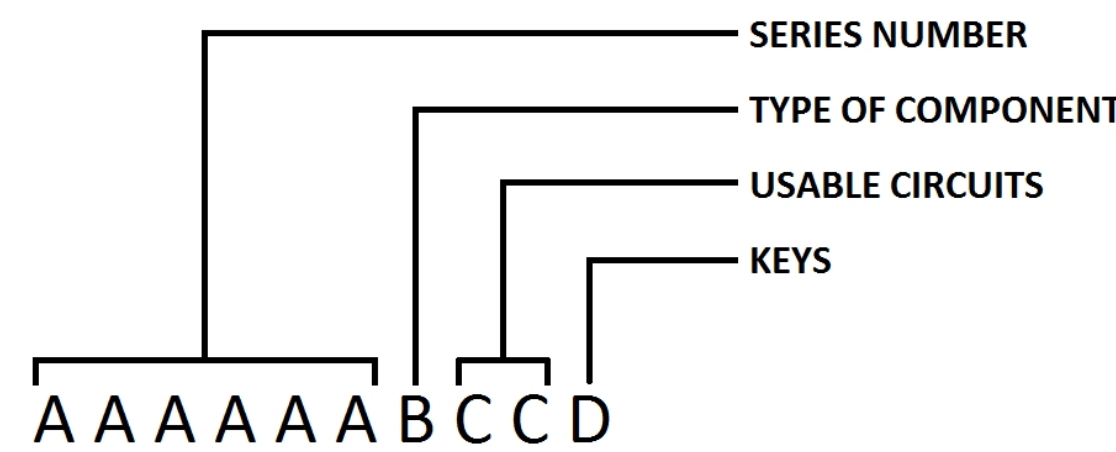 SERIES NUMBER
TYPE OF COMPONENT
USABLE CIRCUITS
KEYS
A A A A A A B C C D